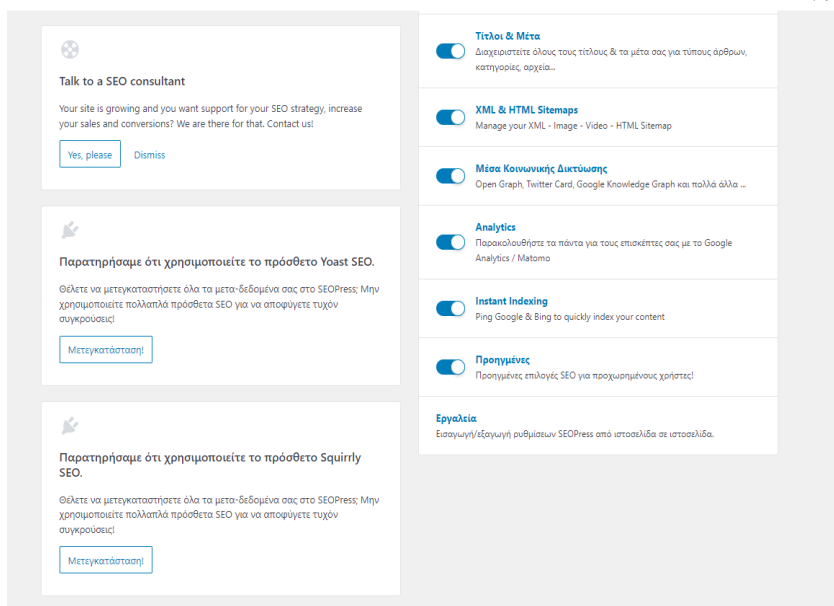 Talk to a SEO consultant
Your site is growing and you want support for your SEO strategy, increase
your sales and conversions? We are there for that. Contact us!
Yes, please
Dismiss
Παρατηρήσαμε ότι χρησιμοποιείτε το πρόσθετο Yoast SEO.
Θέλετε να μετεγκαταστήσετε όλα τα μετα-δεδομένα σας στο SEOPress; Μην
χρησιμοποιείτε πολλαπλά πρόσθετα SEO για να αποφύγετε τυχόν
συγκρούσεις!
Μετεγκατάσταση!
Παρατηρήσαμε ότι χρησιμοποιείτε το πρόσθετο Squirrly
SEO.
Θέλετε να μετεγκαταστήσετε όλα τα μετα-δεδομένα σας στο SEOPress; Μην
χρησιμοποιείτε πολλαπλά πρόσθετα SEO για να αποφύγετε τυχόν
συγκρούσεις!
Μετεγκατάσταση!
Τίτλοι & Μέτα
Διαχειριστείτε όλους τους τίτλους & τα μέτα σας για τύπους άρθρων,
κατηγορίες, αρχεία...
XML & HTML Sitemaps
Manage your XML - Image - Video - HTML Sitemap
Μέσα Κοινωνικής Δικτύωσης
Open Graph, Twitter Card, Google Knowledge Graph και πολλά άλλα ...
Analytics
Παρακολουθήστε τα πάντα για τους επισκέπτες σας με το Google
Analytics / Matomo
Instant Indexing
Ping Google & Bing to quickly index your content
Προηγμένες
Προηγμένες επιλογές SEO για προχωρημένους χρήστες!
Εργαλεία
Εισαγωγή/εξαγωγή ρυθμίσεων SEOPress από ιστοσελίδα σε ιστοσελίδα.